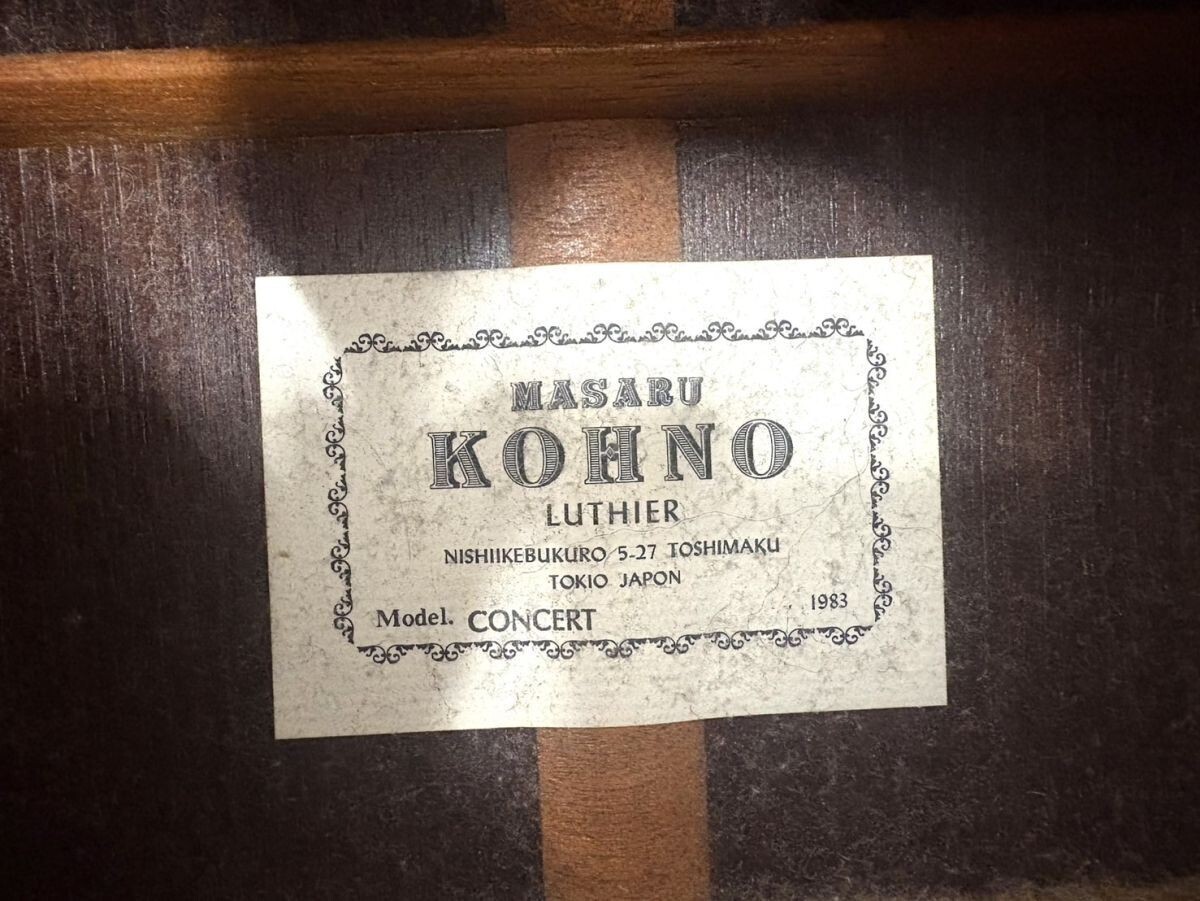 MASARU
KOHNO
LUTHIER
NISHIIKEBUKURO 5-27 TOSHIMAKU
TOKIO JAPON
Model. CONCERT 1983